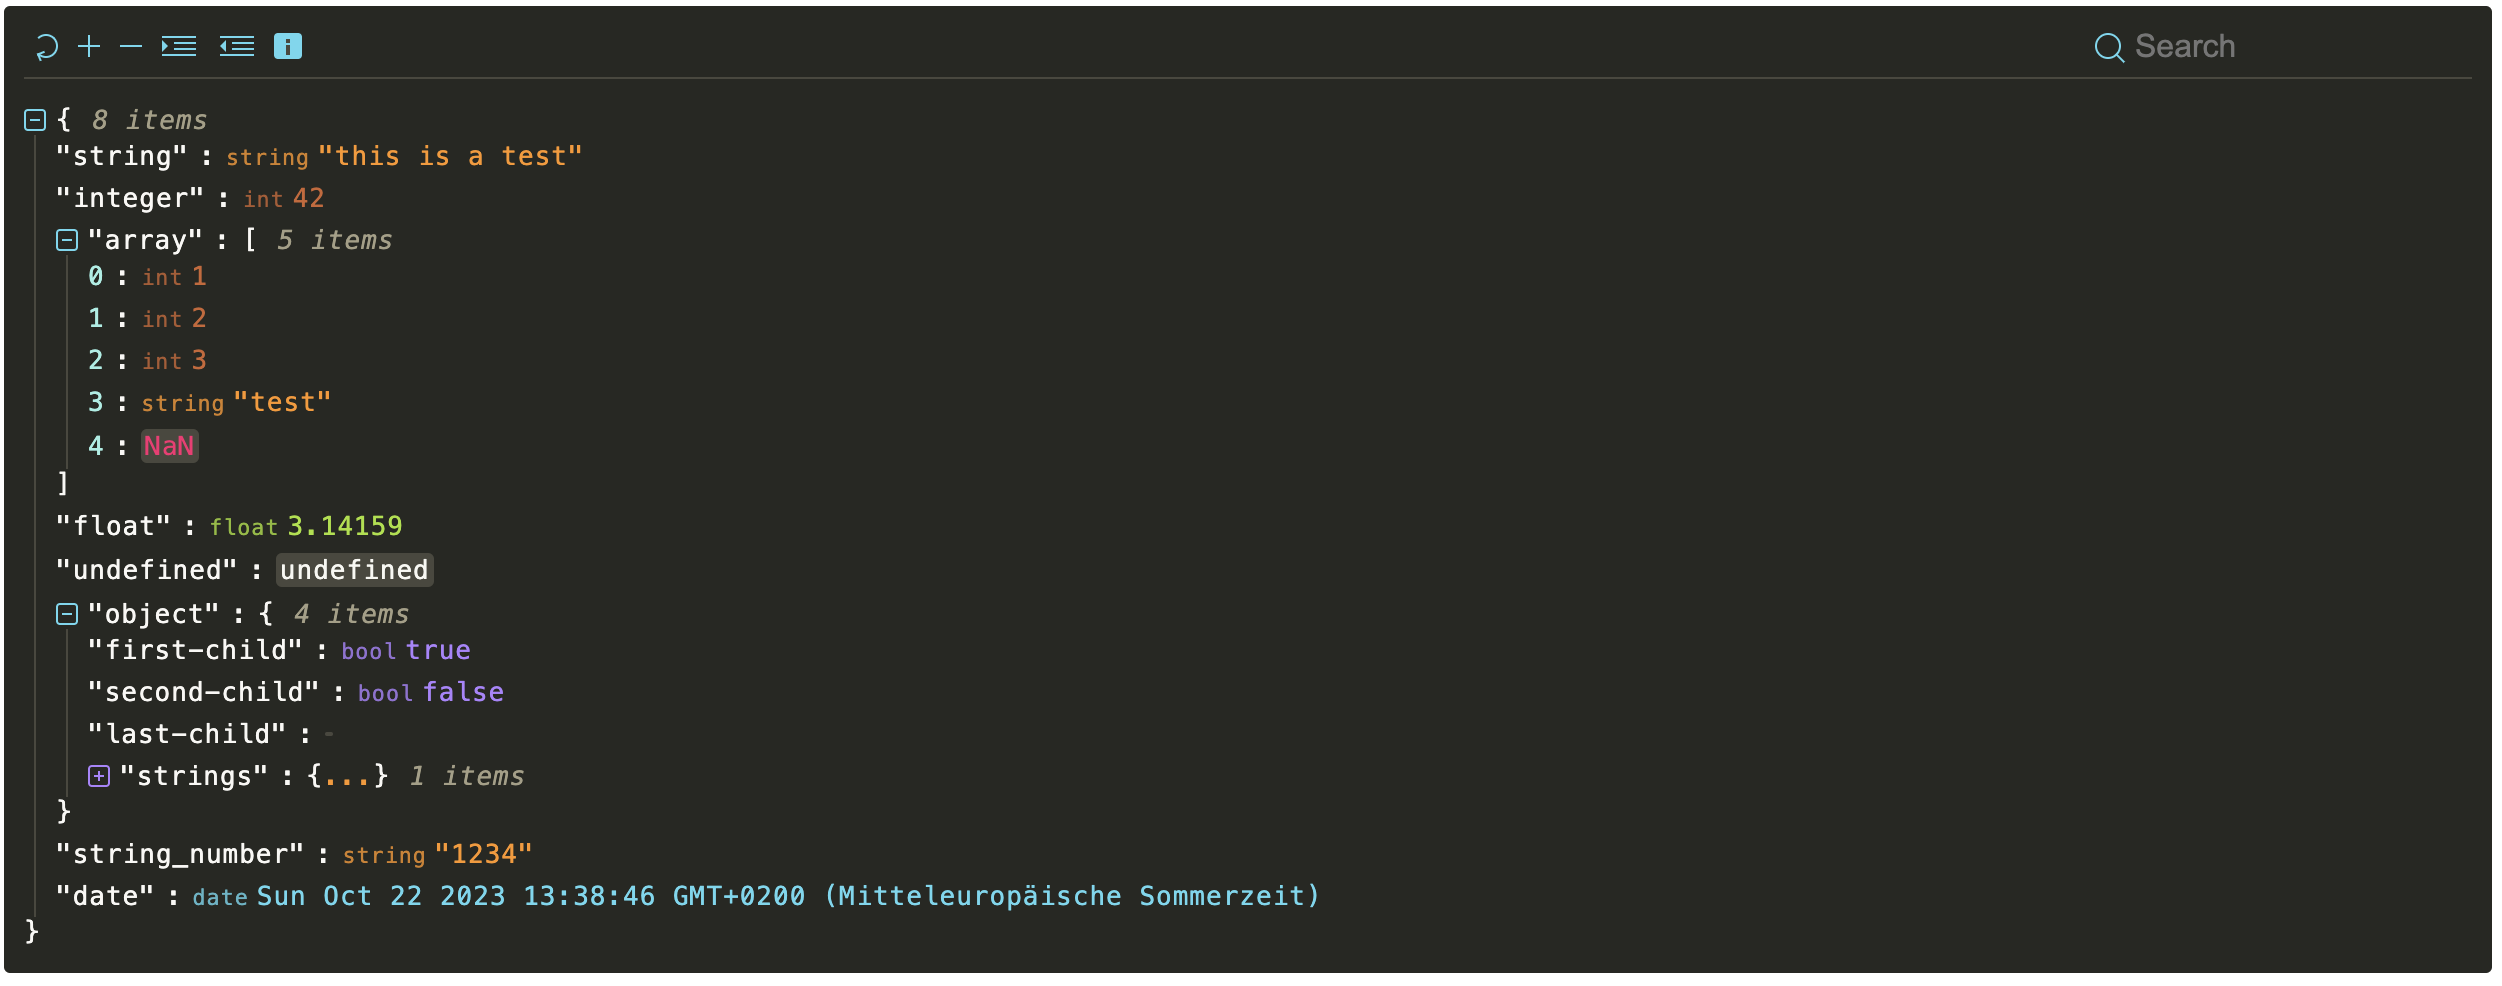 Search
{ 8 items
"string" : string "this is a test"
"integer" : int 42
"array" : [ 5 items
0 : int 1
1 : int 2
2 : int 3
3 : string "test"
4 : NaN
]
"float" : float 3.14159
"undefined" : undefined
"object" : { 4 items
"first-child" : bool true
"second-child" : bool false
"last-child" : -
"strings" : {...} 1 items
}
"string_number" : string "1234"
"date" : date Sun Oct 22 2023 13:38:46 GMT+0200 (Mitteleuropäische Sommerzeit)
}